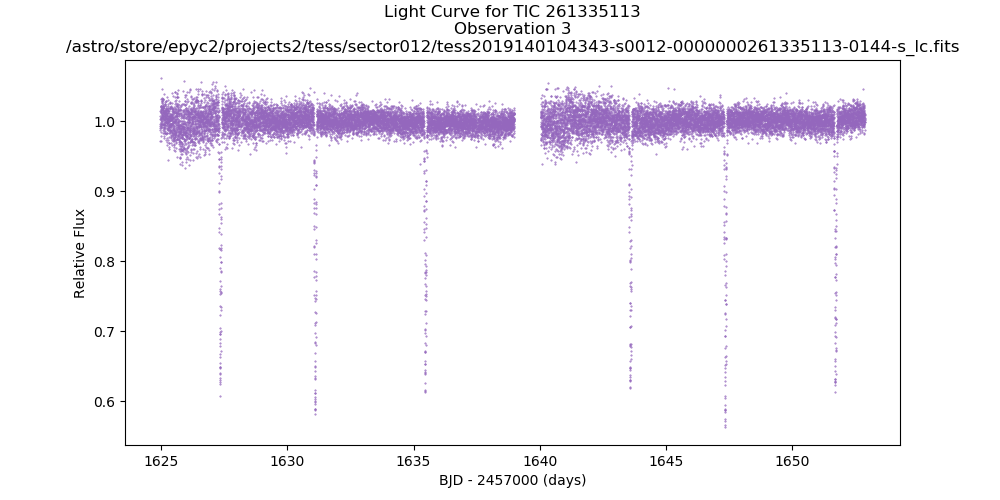 Light Curve for TIC 261335113
Observation 3
/astro/store/epyc2/projects2/tess/sector012/tess2019140104343-s0012-0000000261335113-0144-s_lc.fits
1.0
0.9
0.8
0.7
0.6
Relative Flux
1625 1630 1635 1640 1645 1650
BJD - 2457000 (days)